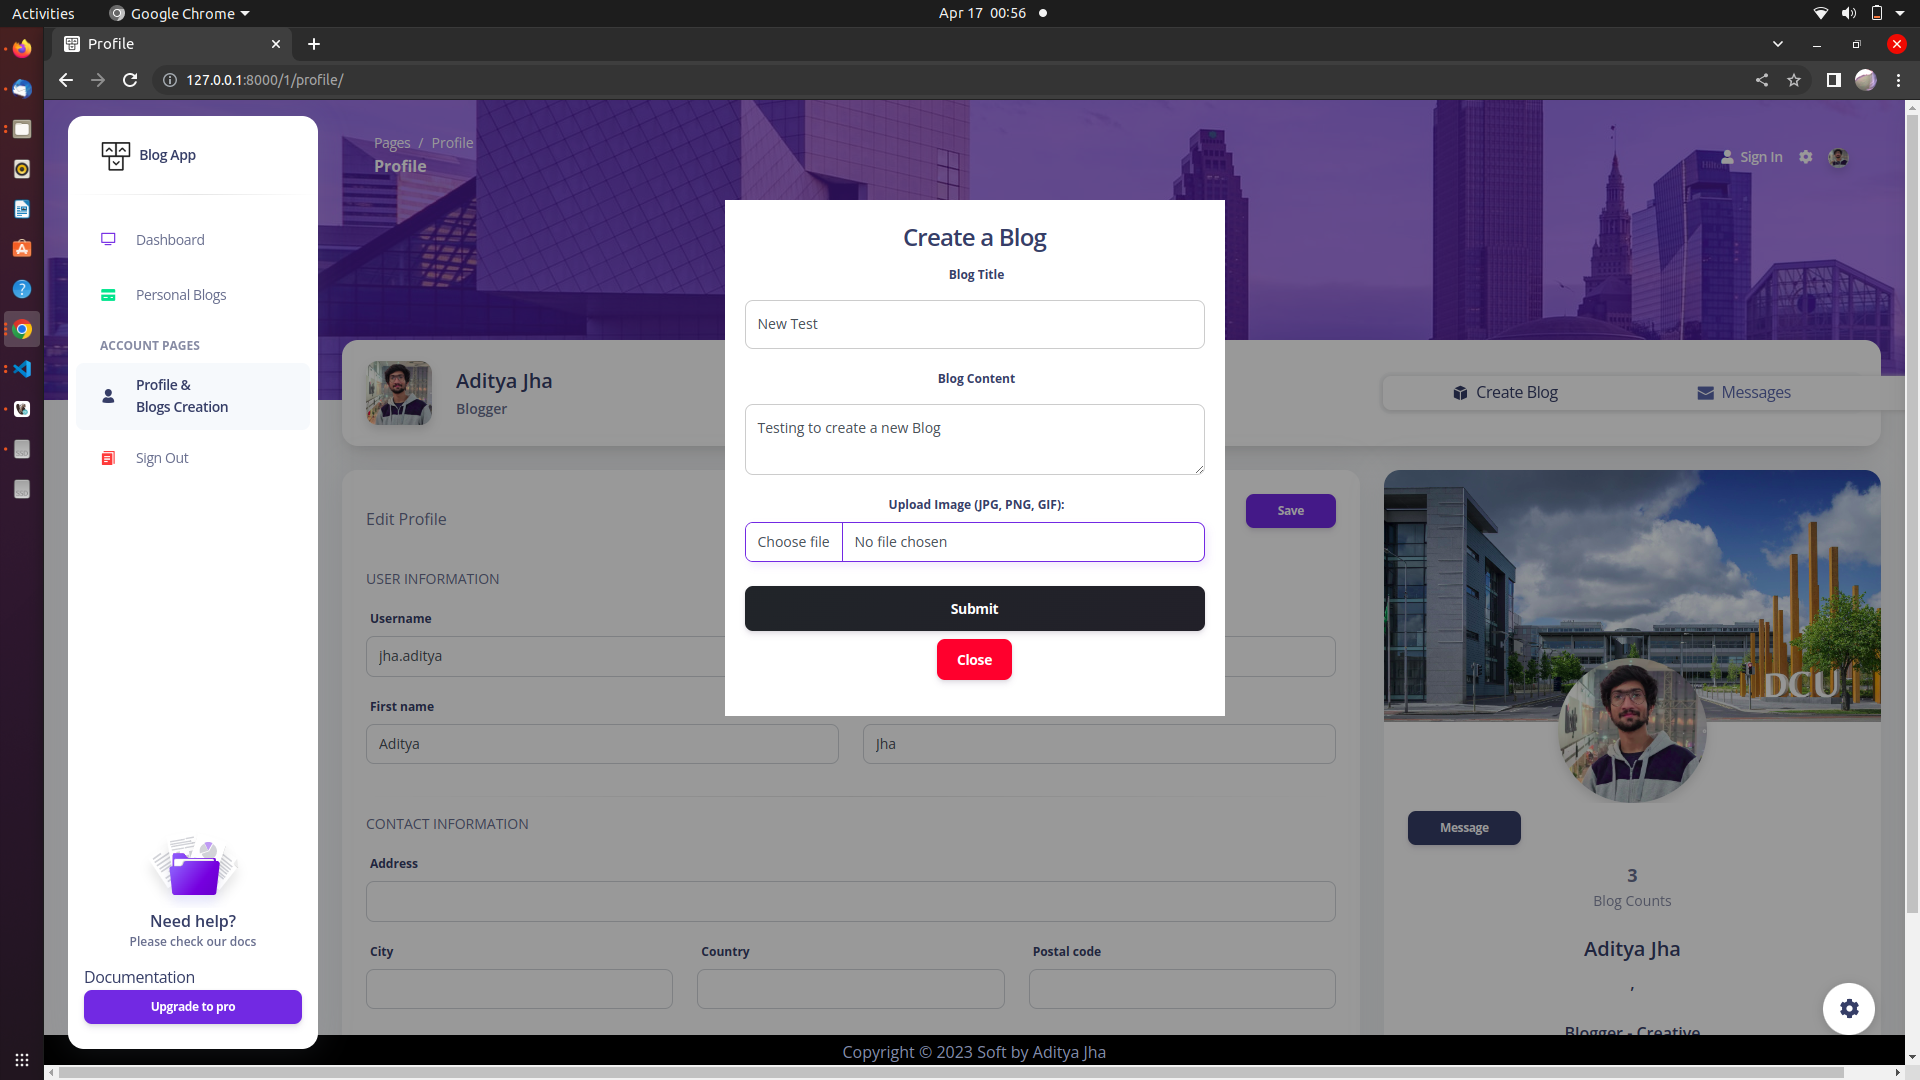 Activities
Google Chrome
Apr 17 00:56
Profile
127.0.0.1:8000/1/profile/
Blog App
Dashboard
Personal Blogs
ACCOUNT PAGES
Profile &
Blogs Creation
Sign Out
Need help?
Please check our docs
Documentation
Upgrade to pro
Pages / Profile
Profile
Sign In
Aditya Jha
Blogger
Create Blog
Messages
Create a Blog
Blog Title
New Test
Blog Content
Testing to create a new Blog
Upload Image (JPG, PNG, GIF):
Choose file
No file chosen
Submit
Close
Edit Profile
Save
USER INFORMATION
Username
jha.aditya
First name
Aditya
Jha
CONTACT INFORMATION
Address
City
Country
Postal code
DCU
Message
3
Blog Counts
Aditya Jha
,
Blogger - Creative
Copyright © 2023 Soft by Aditya Jha